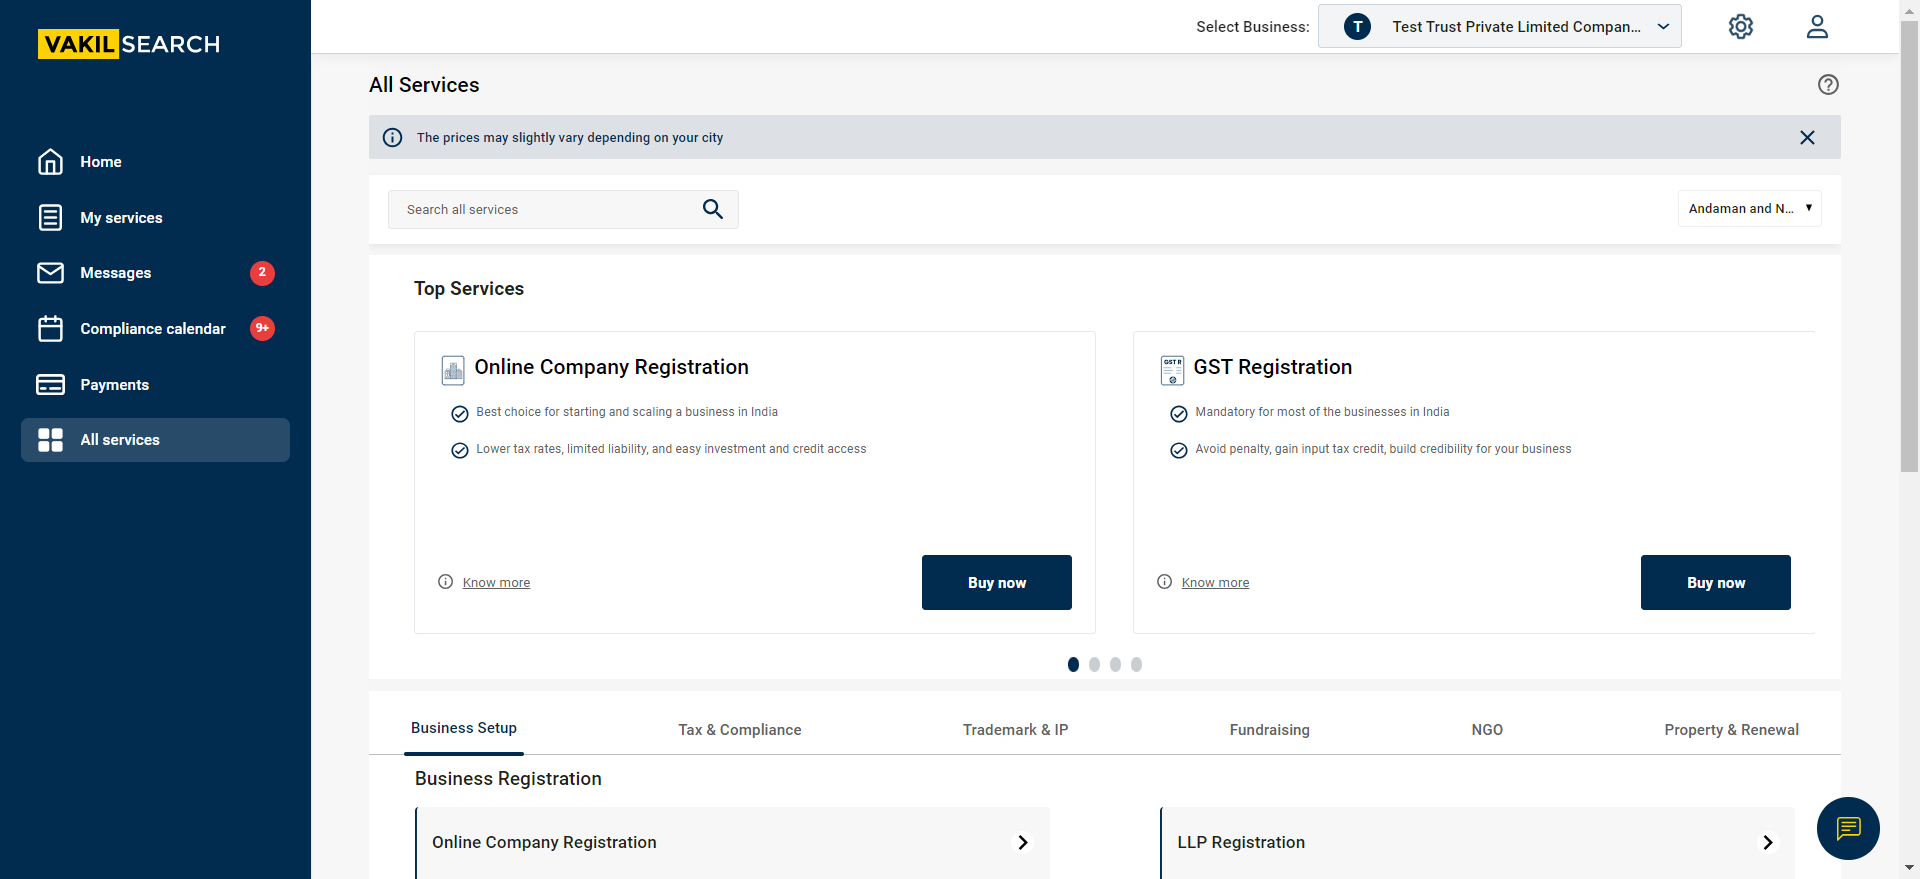 VAKILSEARCH
Select Business:
T
Test Trust Private Limited Compan...
Home
My services
Messages
2
Compliance calendar
9+
Payments
All services
All Services
The prices may slightly vary depending on your city
Search all services
Andaman and N...
Top Services
Online Company Registration
Best choice for starting and scaling a business in India
Lower tax rates, limited liability, and easy investment and credit access
Know more
Buy now
GST R
GST Registration
Mandatory for most of the businesses in India
Avoid penalty, gain input tax credit, build credibility for your business
Know more
Buy now
Business Setup
Tax & Compliance
Trademark & IP
Fundraising
NGO
Property & Renewal
Business Registration
Online Company Registration
LLP Registration